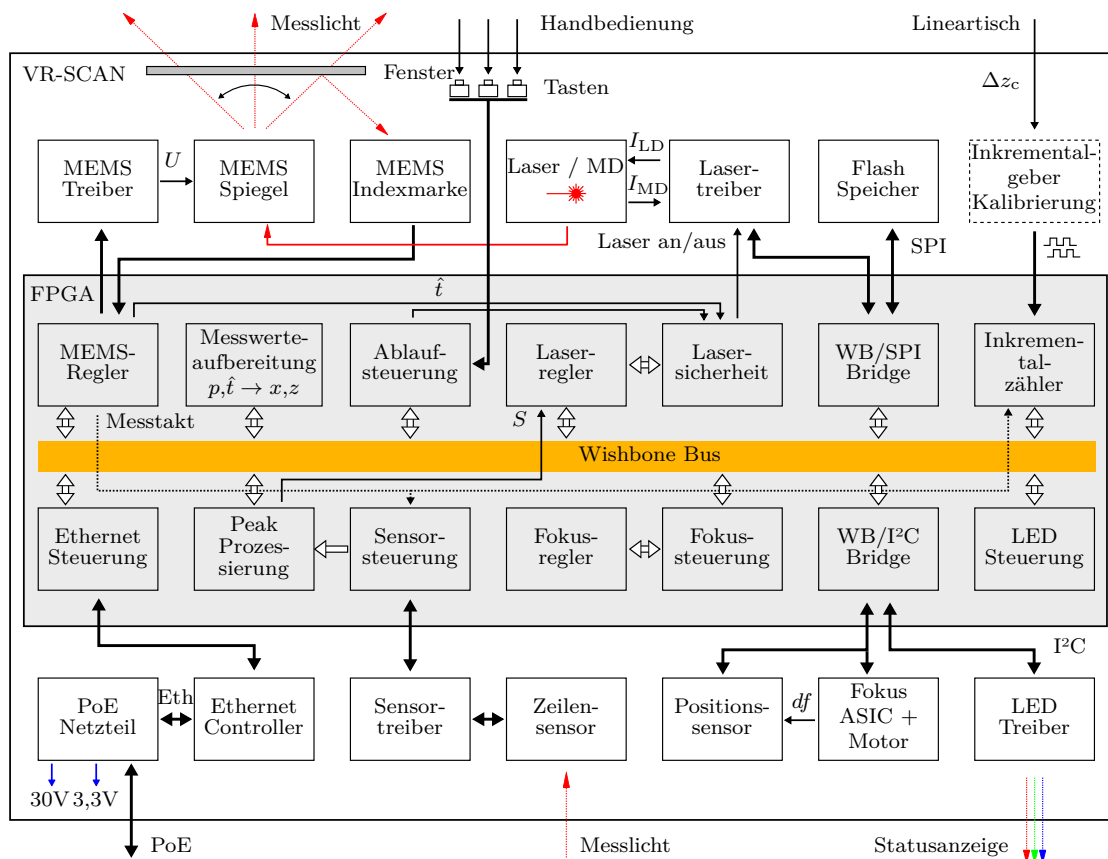 Messlicht
Handbedienung
Lineartisch
VR-SCAN
Fenster
Tasten
Δz_c
MEMS
Treiber
U
MEMS
Spiegel
MEMS
Indexmarke
Laser / MD
I_LD
I_MD
Laser-
treiber
Flash
Speicher
Inkremental-
geber
Kalibrierung
Laser an/aus
SPI
FPGA
t̂
MEMS-
Regler
Messwerte-
aufbereitung
p,t̂ → x,z
Ablauf-
steuerung
Laser-
regler
Laser-
sicherheit
WB/SPI
Bridge
Inkremen-
tal-
zähler
Messtakt
S
Wishbone Bus
Ethernet
Steuerung
Peak
Prozes-
sierung
Sensor-
steuerung
Fokus-
regler
Fokus-
steuerung
WB/I²C
Bridge
LED
Steuerung
I²C
PoE
Netzteil
Eth
Ethernet
Controller
Sensor-
treiber
Zeilen-
sensor
Positions-
sensor
df
Fokus
ASIC +
Motor
LED
Treiber
30V
3,3V
PoE
Messlicht
Statusanzeige